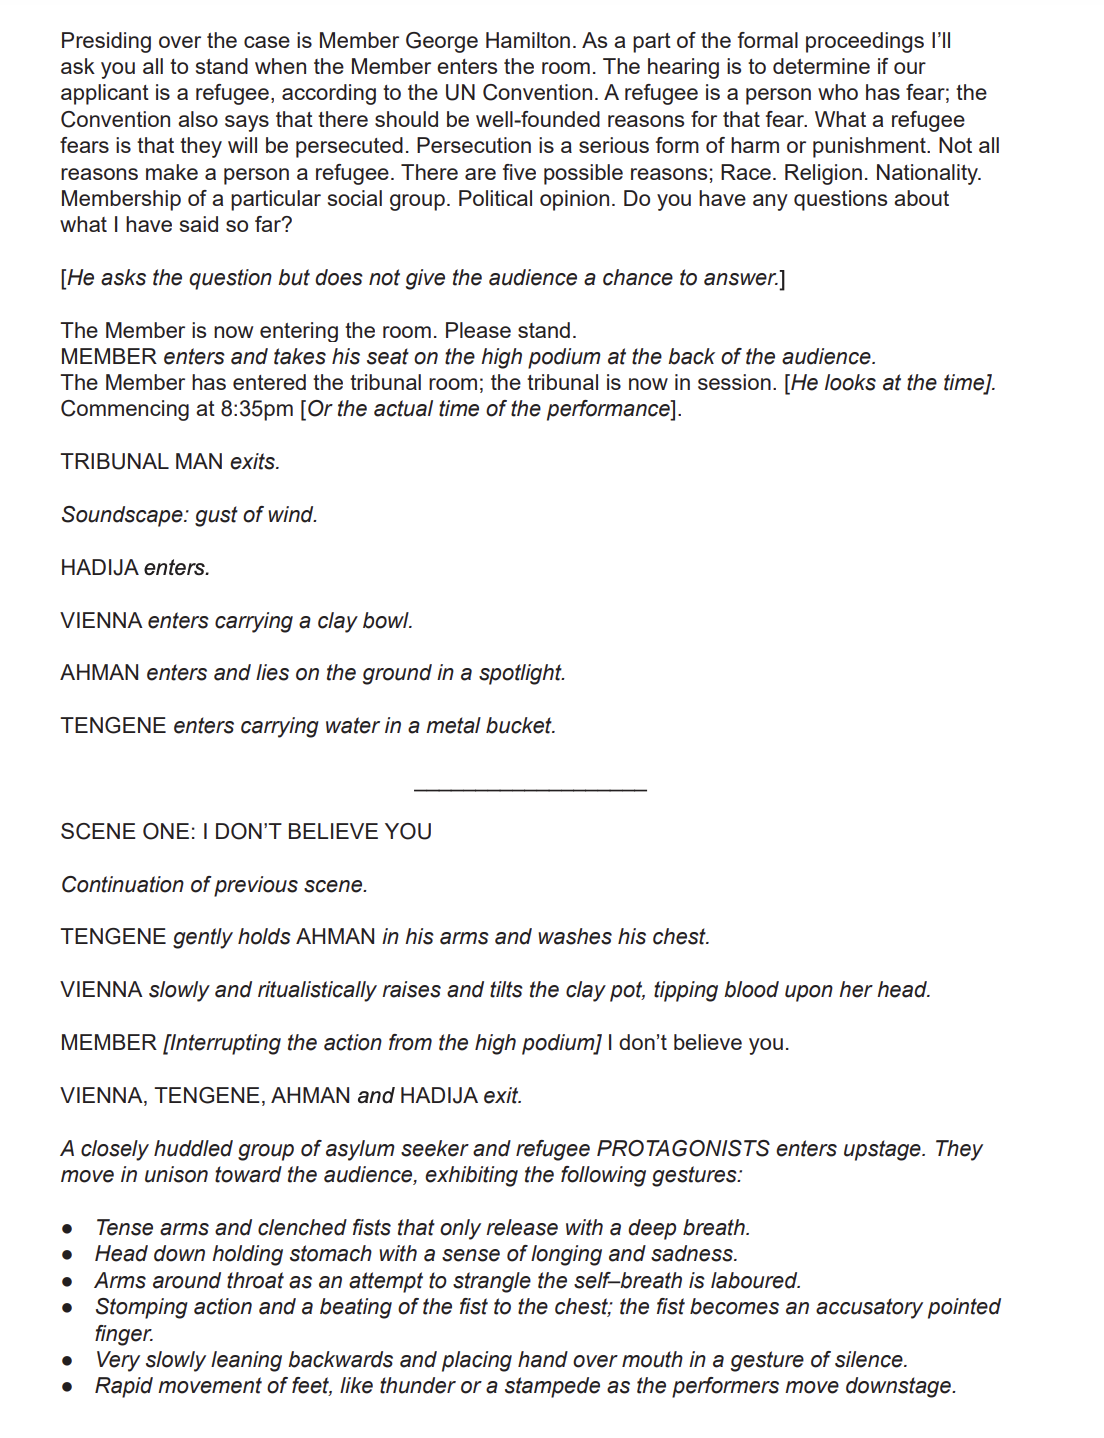 Presiding over the case is Member George Hamilton. As a part of the formal proceedings I’ll
ask you all to stand when the Member enters the room. The hearing is to determine if our
applicant is a refugee, according to the UN Convention. A refugee is a person who has fear; the
Convention also says that there should be well-founded reasons for that fear. What a refugee
fears is that they will be persecuted. Persecution is a serious form of harm or punishment. Not all
reasons make a person a refugee. There are five possible reasons; Race. Religion. Nationality.
Membership of a particular social group. Political opinion. Do you have any questions about
what I have said so far?
[He asks the question but does not give the audience a chance to answer.]
The Member is now entering the room. Please stand.
MEMBER enters and takes his seat on the high podium at the back of the audience.
The Member has entered the tribunal room; the tribunal is now in session. [He looks at the time].
Commencing at 8:35pm [Or the actual time of the performance].
TRIBUNAL MAN exits.
Soundscape: gust of wind.
HADIJA enters.
VIENNA enters carrying a clay bowl.
AHMAN enters and lies on the ground in a spotlight.
TENGENE enters carrying water in a metal bucket.
SCENE ONE: I DON’T BELIEVE YOU
Continuation of previous scene.
TENGENE gently holds AHMAN in his arms and washes his chest.
VIENNA slowly and ritualistically raises and tilts the clay pot, tipping blood upon her head.
MEMBER [Interrupting the action from the high podium] I don’t believe you.
VIENNA, TENGENE, AHMAN and HADIJA exit.
A closely huddled group of asylum seeker and refugee PROTAGONISTS enters upstage. They
move in unison toward the audience, exhibiting the following gestures:
● Tense arms and clenched fists that only release with a deep breath.
● Head down holding stomach with a sense of longing and sadness.
● Arms around throat as an attempt to strangle the self–breath is laboured.
● Stomping action and a beating of the fist to the chest; the fist becomes an accusatory pointed
finger.
● Very slowly leaning backwards and placing hand over mouth in a gesture of silence.
● Rapid movement of feet, like thunder or a stampede as the performers move downstage.